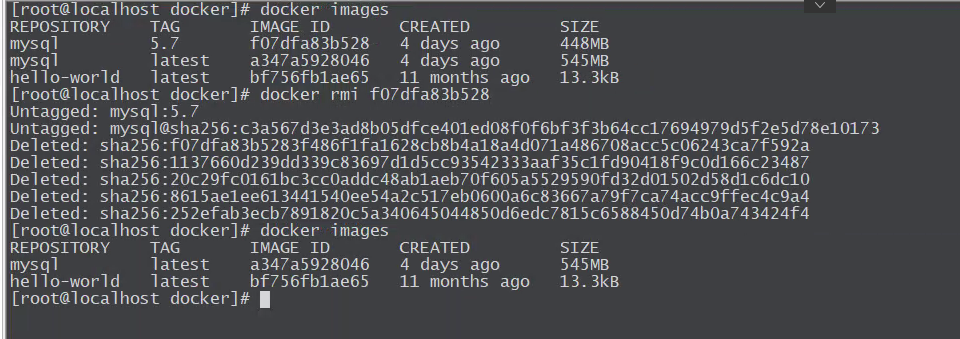 [root@localhost docker]# docker images
REPOSITORY TAG IMAGE ID CREATED SIZE
mysql 5.7 f07dfa83b528 4 days ago 448MB
mysql latest a347a5928046 4 days ago 545MB
hello-world latest bf756fb1ae65 11 months ago 13.3kB
[root@localhost docker]# docker rmi f07dfa83b528
Untagged: mysql:5.7
Untagged: mysql@sha256:c3a567d3e3ad8b05dfce401ed08f0f6bf3f3b64cc17694979d5f2e5d78e10173
Deleted: sha256:f07dfa83b5283f486f1fa1628cb8b4a18a4d071a486708acc5c06243ca7f592a
Deleted: sha256:1137660d239dd339c83697d1d5cc93542333aaf35c1fd90418f9c0d166c23487
Deleted: sha256:20c29fc0161bc3cc0addc48ab1aeb70f605a5529590fd32d01502d58d1c6dc10
Deleted: sha256:8615ae1ee613441540ee54a2c517eb0600a6c83667a79f7ca74acc9ffec4c9a4
Deleted: sha256:252efab3ecb7891820c5a340645044850d6edc7815c6588450d74b0a743424f4
[root@localhost docker]# docker images
REPOSITORY TAG IMAGE ID CREATED SIZE
mysql latest a347a5928046 4 days ago 545MB
hello-world latest bf756fb1ae65 11 months ago 13.3kB
[root@localhost docker]#